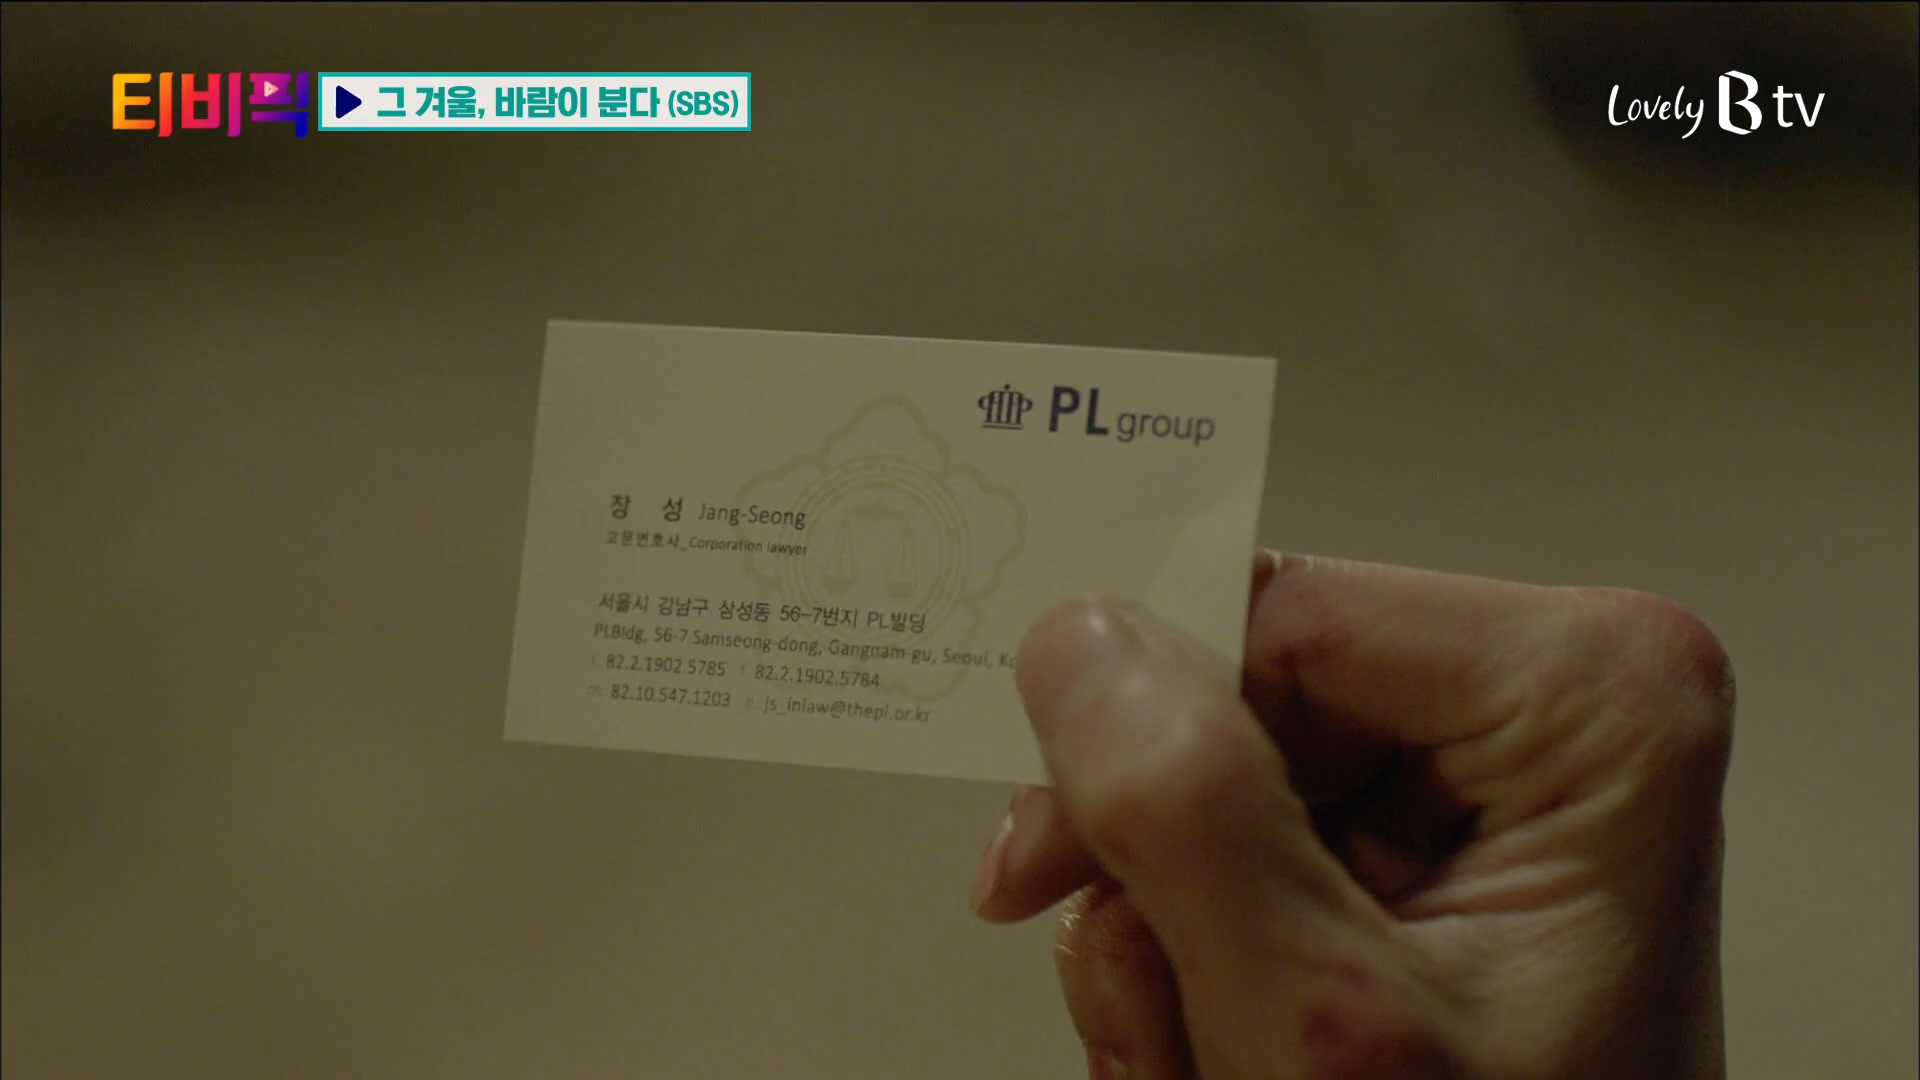 티비픽 ▶ 그 겨울, 바람이 분다 (SBS)
Lovely B tv
PL group
장 성 Jang-Seong
고문변호사_Corporation lawyer
서울시 강남구 삼성동 56-7번지 PL빌딩
PLBldg, 56-7 Samseong-dong, Gangnam-gu, Seoul,
t. 82.2.1902.5785 f. 82.2.1902.5784
m. 82.10.547.1203 e. js_inlaw@thepl.or.kr